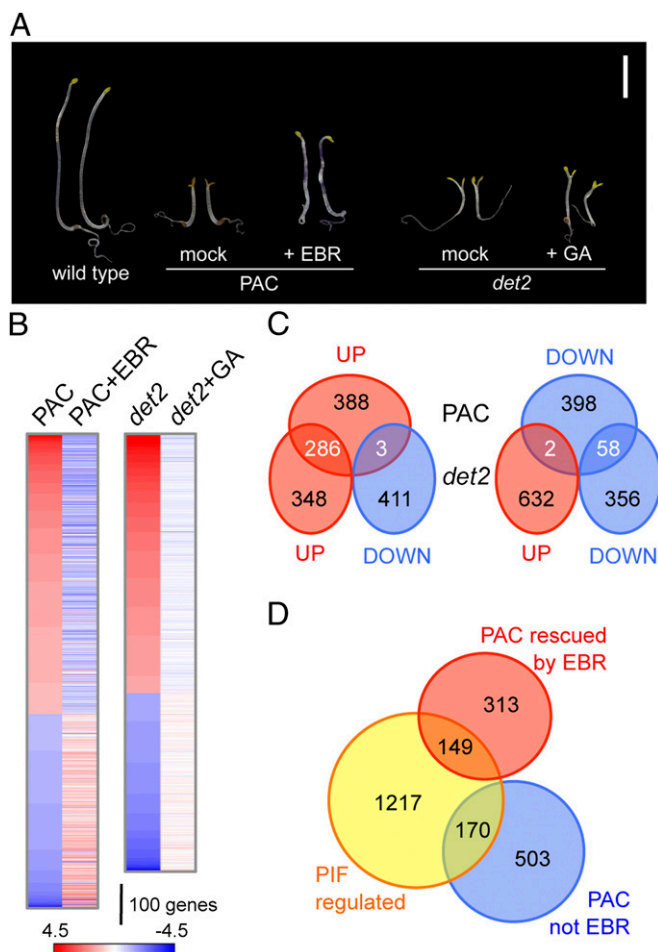 A
wild type
mock
+ EBR
PAC
mock
+ GA
det2
B
PAC
PAC+EBR
det2
det2+GA
100 genes
4.5
-4.5
C
UP
388
286
3
348
411
UP
DOWN
PAC
det2
DOWN
398
2
58
632
356
UP
DOWN
D
PAC rescued
by EBR
313
149
1217
170
503
PIF
regulated
PAC
not EBR